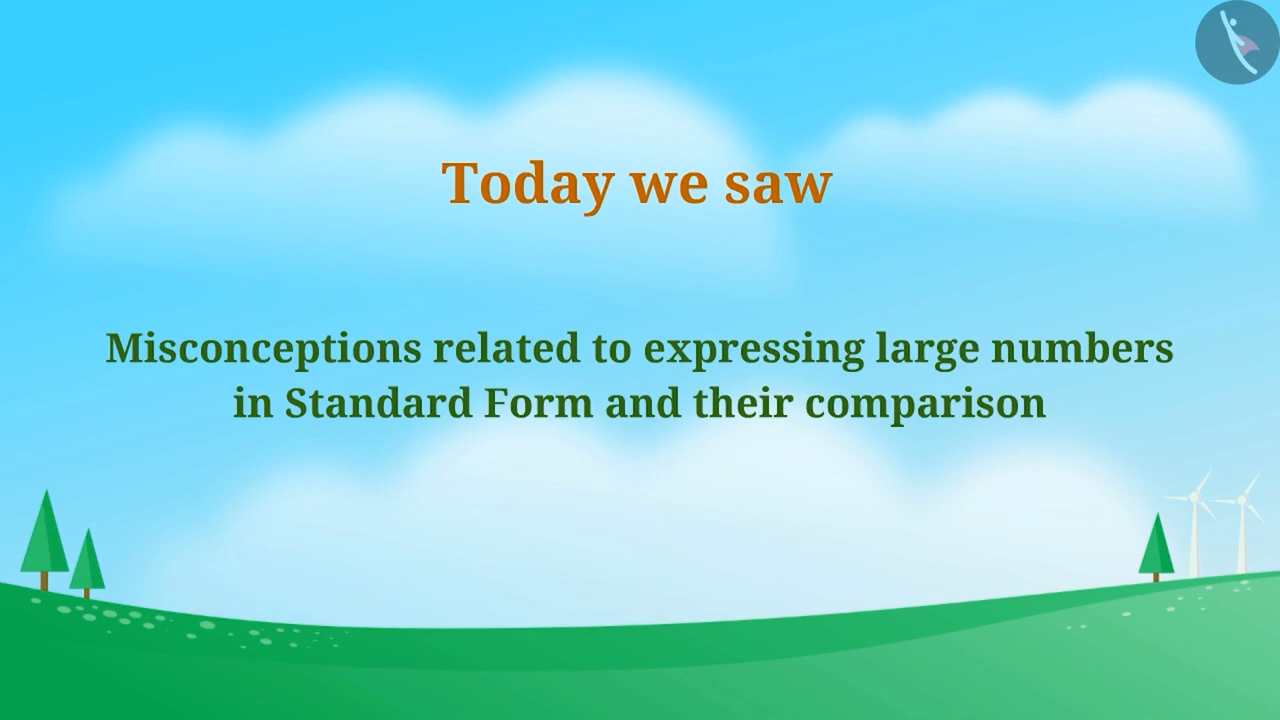 Today we saw
Misconceptions related to expressing large numbers
in Standard Form and their comparison